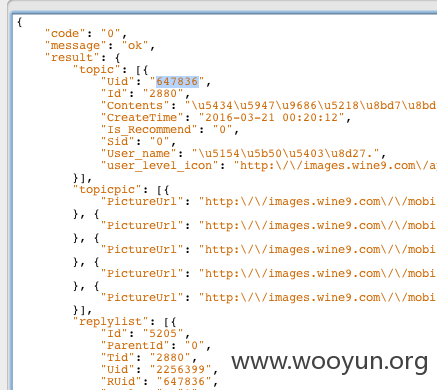 {
"code": "0",
"message": "ok",
"result": {
"topic": [{
"Uid": "647836",
"Id": "2880",
"Contents": "\u5434\u5947\u9686\u5218\u8bd7\u8bd
"CreateTime": "2016-03-21 00:20:12",
"Is_Recommend": "0",
"Sid": "0",
"User_name": "\u5154\u5b50\u5403\u8d27.",
"user_level_icon": "http:\/\/images.wine9.com\/a
}],
"topicpic": [{
"PictureUrl": "http:\/\/images.wine9.com\/\/mobi
}, {
"PictureUrl": "http:\/\/images.wine9.com\/\/mobi
}, {
"PictureUrl": "http:\/\/images.wine9.com\/\/mobi
}, {
"PictureUrl": "http:\/\/images.wine9.com\/\/mobi
}, {
"PictureUrl": "http:\/\/images.wine9.com\/\/mobi
}],
"replylist": [{
"Id": "5205",
"ParentId": "0",
"Tid": "2880",
"Uid": "2256399",
"RUid": "647836",
www.wooyun.org